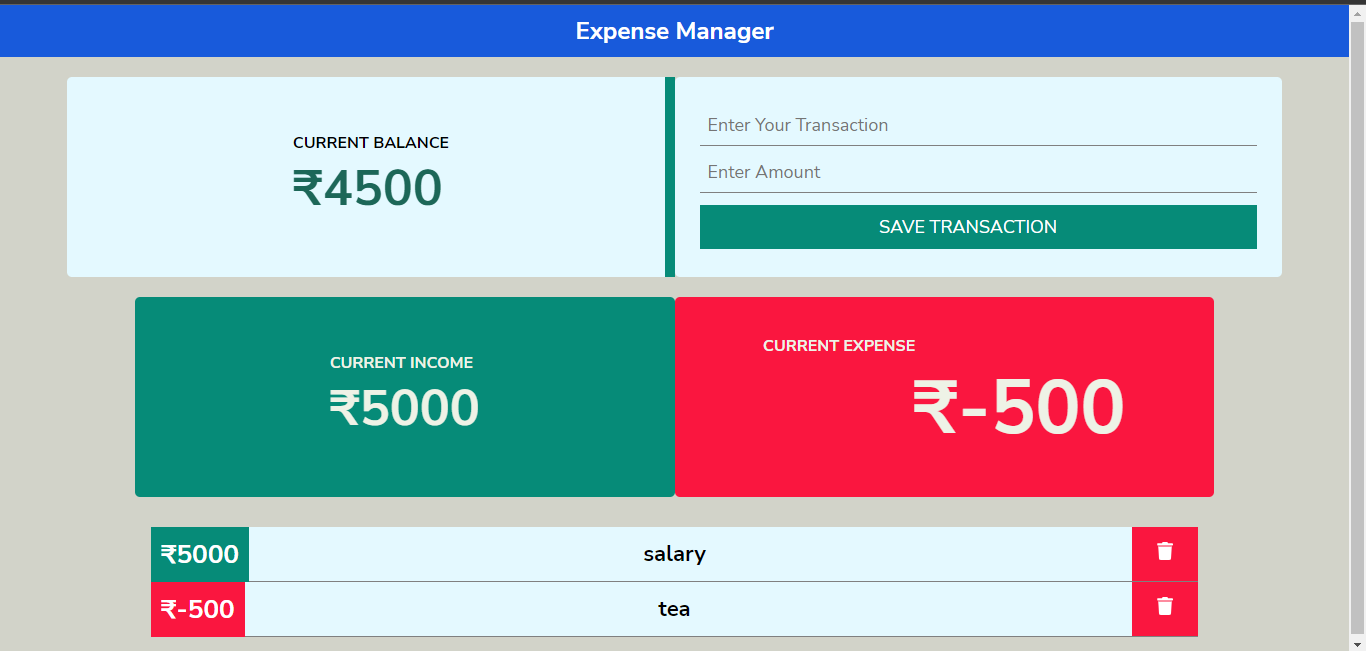 Expense Manager
CURRENT BALANCE
₹4500
Enter Your Transaction
Enter Amount
SAVE TRANSACTION
CURRENT INCOME
₹5000
CURRENT EXPENSE
₹-500
₹5000 salary
₹-500 tea